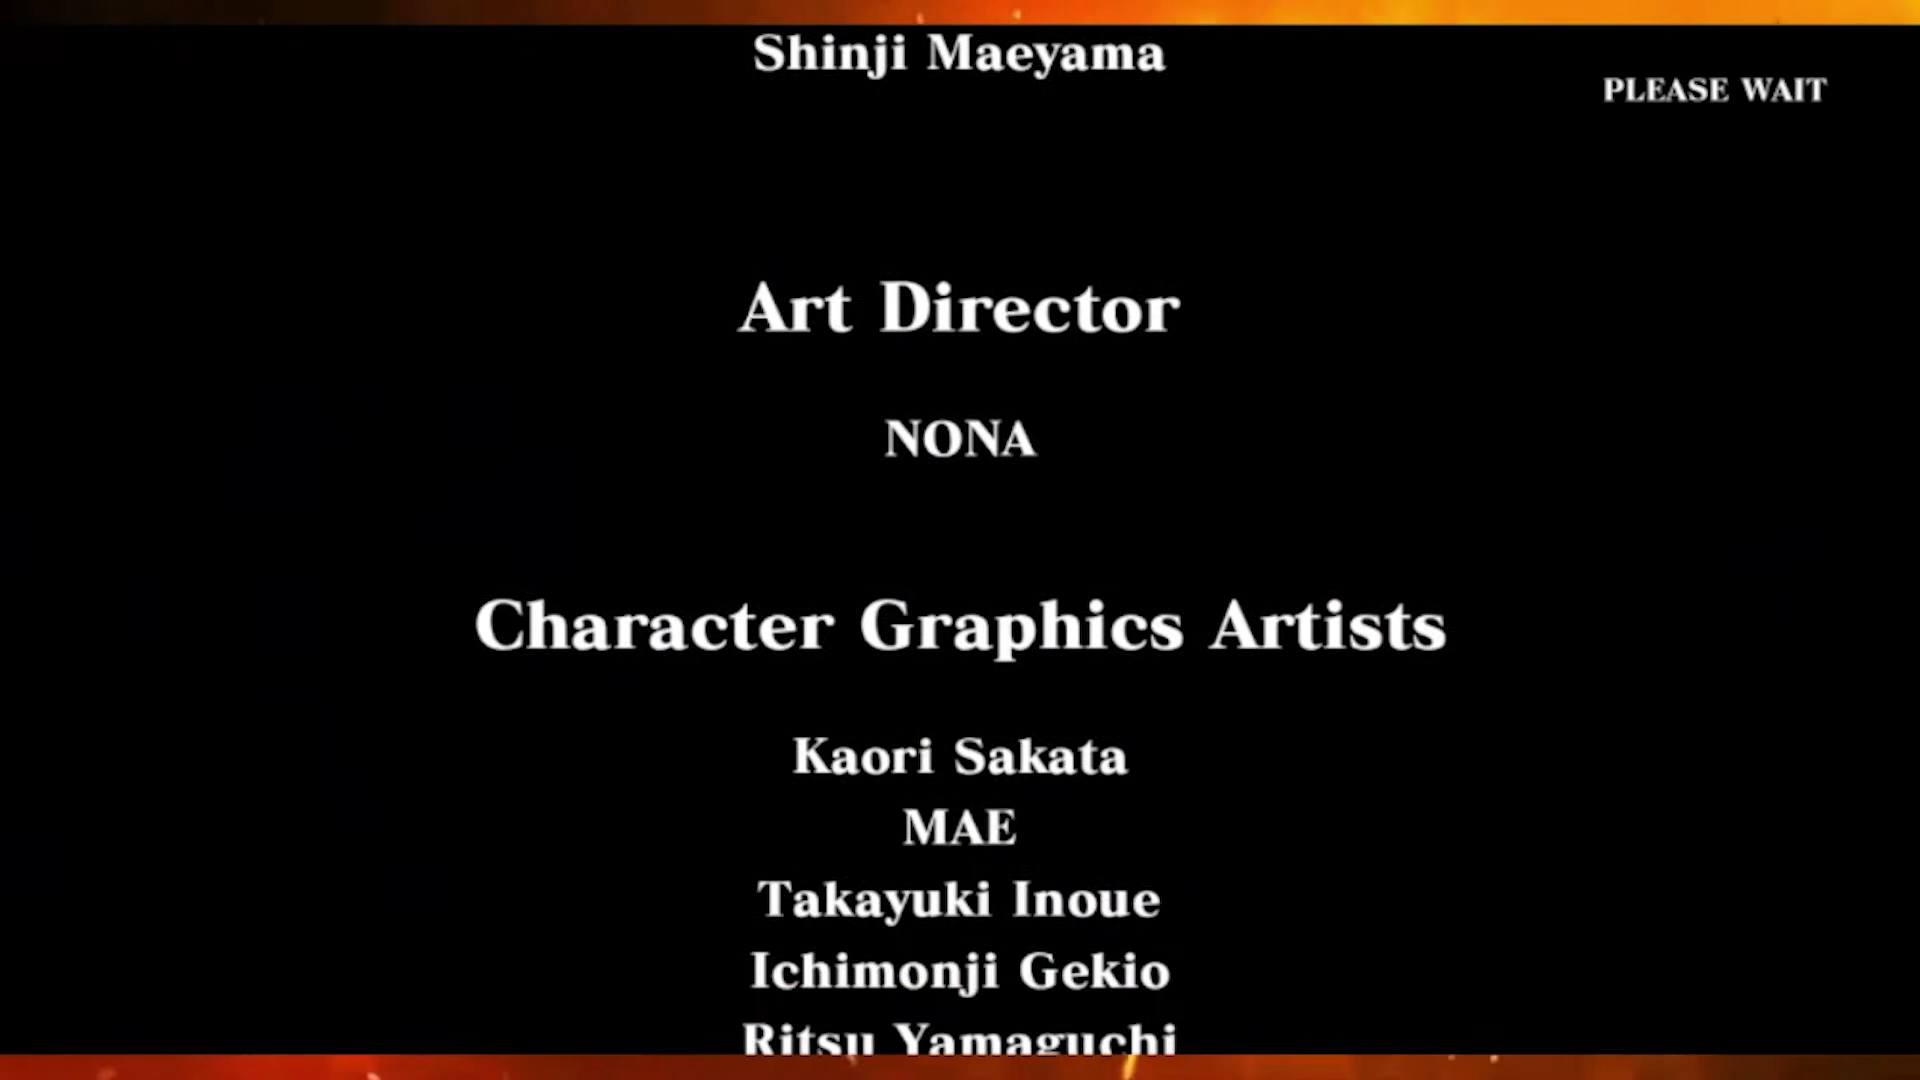 Shinji Maeyama
PLEASE WAIT
Art Director
NONA
Character Graphics Artists
Kaori Sakata
MAE
Takayuki Inoue
Ichimonji Gekio
Ritsu Yamaguchi